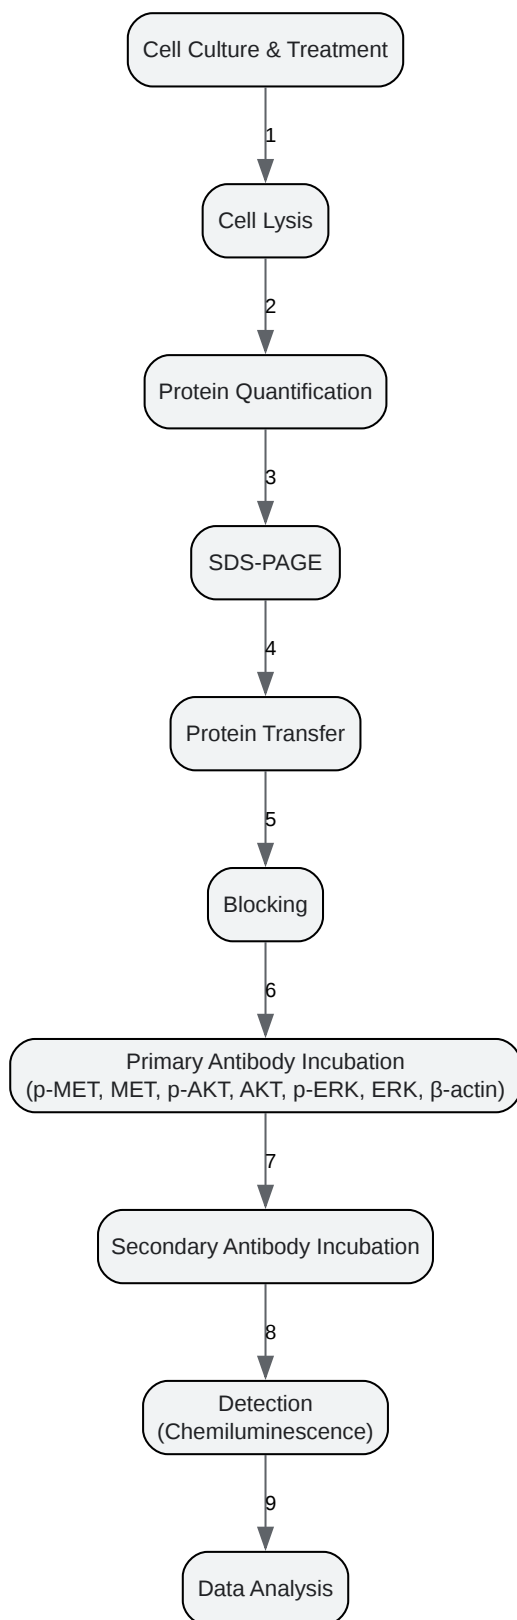 Cell Culture & Treatment
1
Cell Lysis
2
Protein Quantification
3
SDS-PAGE
4
Protein Transfer
5
Blocking
6
Primary Antibody Incubation
(p-MET, MET, p-AKT, AKT, p-ERK, ERK, β-actin)
7
Secondary Antibody Incubation
8
Detection
(Chemiluminescence)
9
Data Analysis